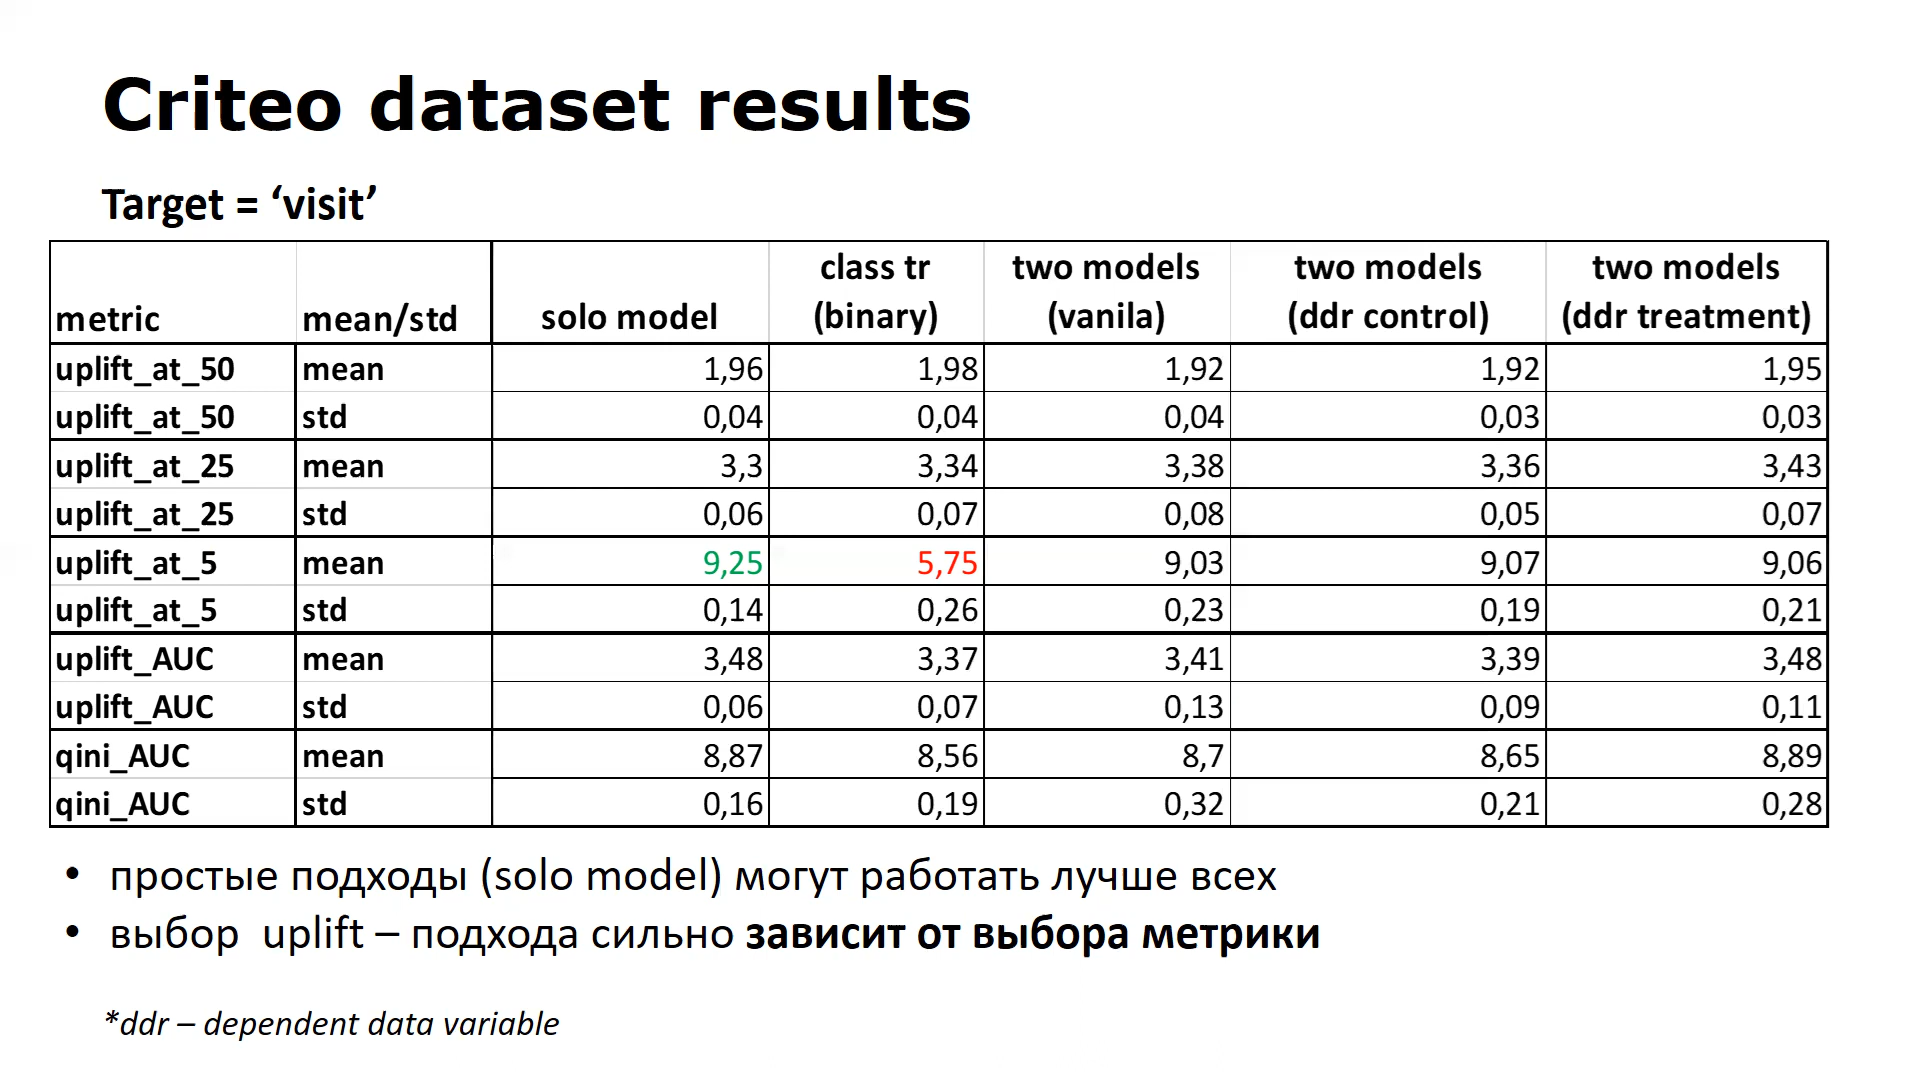 Criteo dataset results
Target = ‘visit’
metric mean/std solo model class tr (binary) two models (vanila) two models (ddr control) two models (ddr treatment)
uplift_at_50 mean 1,96 1,98 1,92 1,92 1,95
uplift_at_50 std 0,04 0,04 0,04 0,03 0,03
uplift_at_25 mean 3,3 3,34 3,38 3,36 3,43
uplift_at_25 std 0,06 0,07 0,08 0,05 0,07
uplift_at_5 mean 9,25 5,75 9,03 9,07 9,06
uplift_at_5 std 0,14 0,26 0,23 0,19 0,21
uplift_AUC mean 3,48 3,37 3,41 3,39 3,48
uplift_AUC std 0,06 0,07 0,13 0,09 0,11
qini_AUC mean 8,87 8,56 8,7 8,65 8,89
qini_AUC std 0,16 0,19 0,32 0,21 0,28
• простые подходы (solo model) могут работать лучше всех
• выбор uplift – подхода сильно зависит от выбора метрики
*ddr – dependent data variable